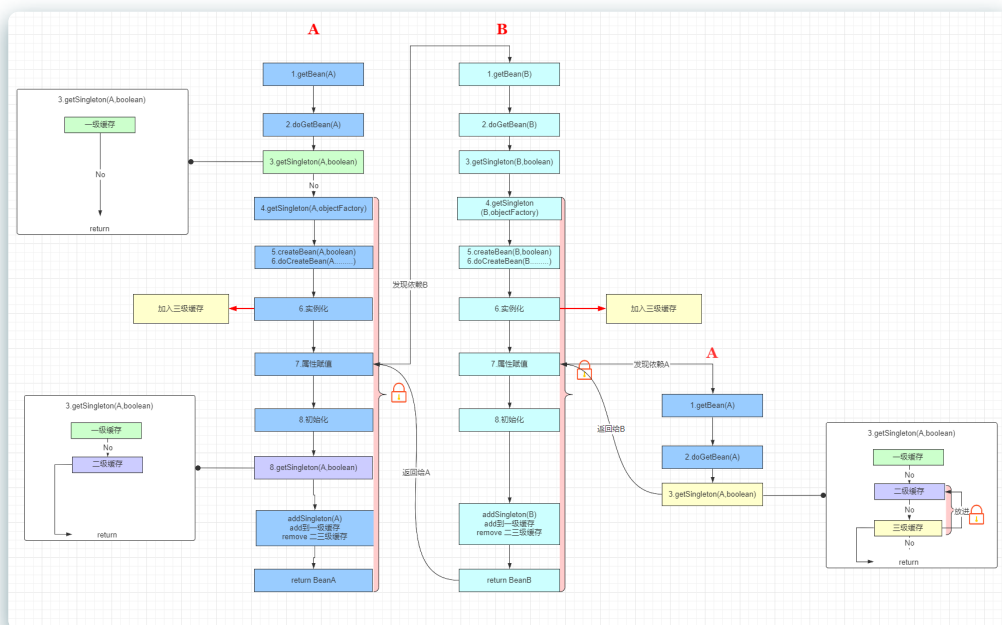 A
B
1.getBean(A)
1.getBean(B)
3.getSingleton(A,boolean)
一级缓存
No
return
2.doGetBean(A)
2.doGetBean(B)
3.getSingleton(A,boolean)
3.getSingleton(B,boolean)
No
4.getSingleton(A,objectFactory)
4.getSingleton
(B,objectFactory)
5.createBean(A,boolean)
6.doCreateBean(A........)
5.createBean(B,boolean)
6.doCreateBean(B........)
发现依赖B
加入三级缓存
6.实例化
6.实例化
加入三级缓存
7.属性赋值
7.属性赋值
发现依赖A
A
1.getBean(A)
3.getSingleton(A,boolean)
一级缓存
No
二级缓存
return
8.初始化
8.初始化
返回给B
2.doGetBean(A)
8.getSingleton(A,boolean)
返回给A
3.getSingleton(A,boolean)
3.getSingleton(A,boolean)
一级缓存
No
二级缓存
No
放进
三级缓存
No
return
addSingleton(A)
add到一级缓存
remove 二三级缓存
addSingleton(B)
add到一级缓存
remove 二三级缓存
return BeanA
return BeanB